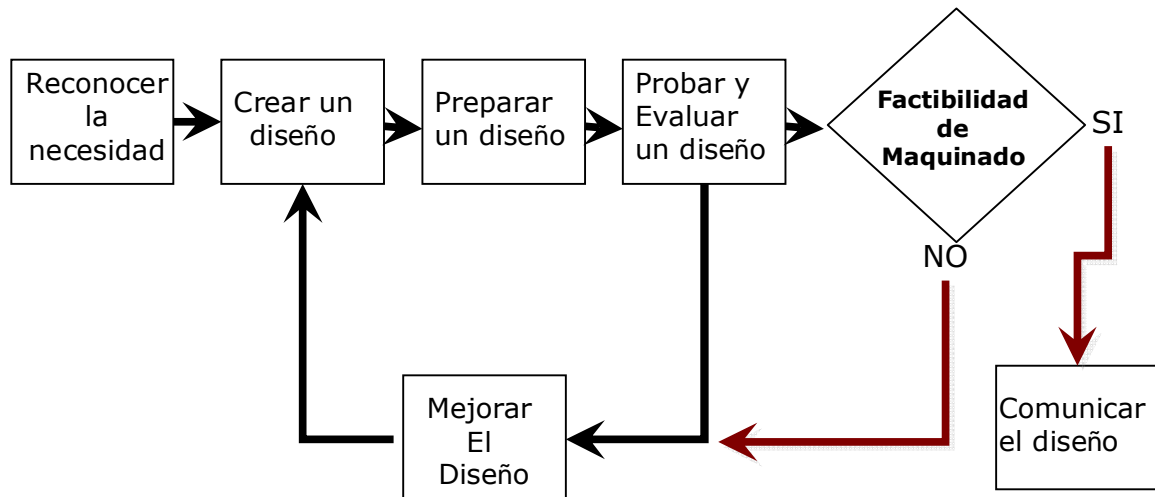 Reconocer
la
necesidad
Crear un
diseño
Preparar
un diseño
Probar y
Evaluar
un diseño
Factibilidad
de
Maquinado
SI
NO
Mejorar
El
Diseño
Comunicar
el diseño